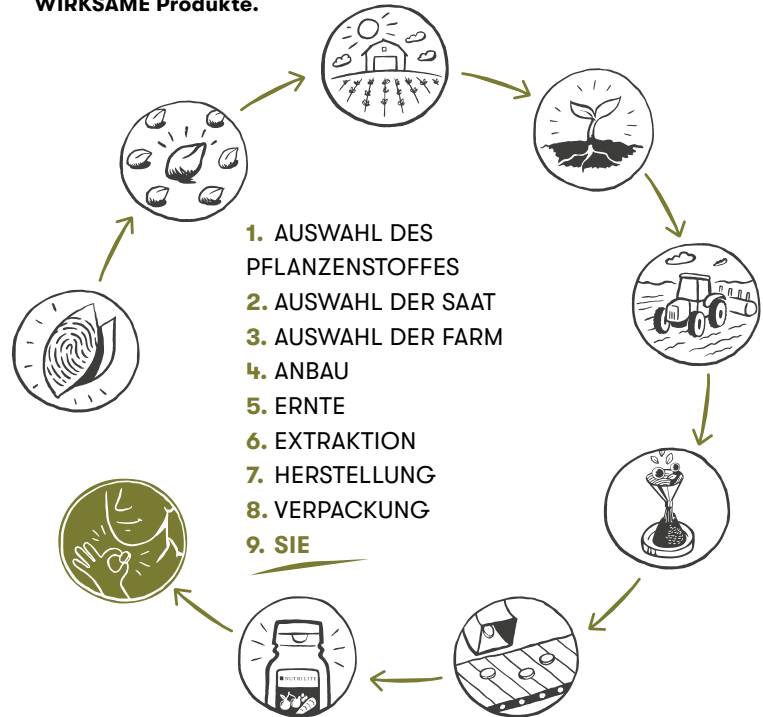 WIRKSAME Produkte.
1. AUSWAHL DES
PFLANZENSTOFFES
2. AUSWAHL DER SAAT
3. AUSWAHL DER FARM
4. ANBAU
5. ERNTE
6. EXTRAKTION
7. HERSTELLUNG
8. VERPACKUNG
9. SIE
NUTRILITE